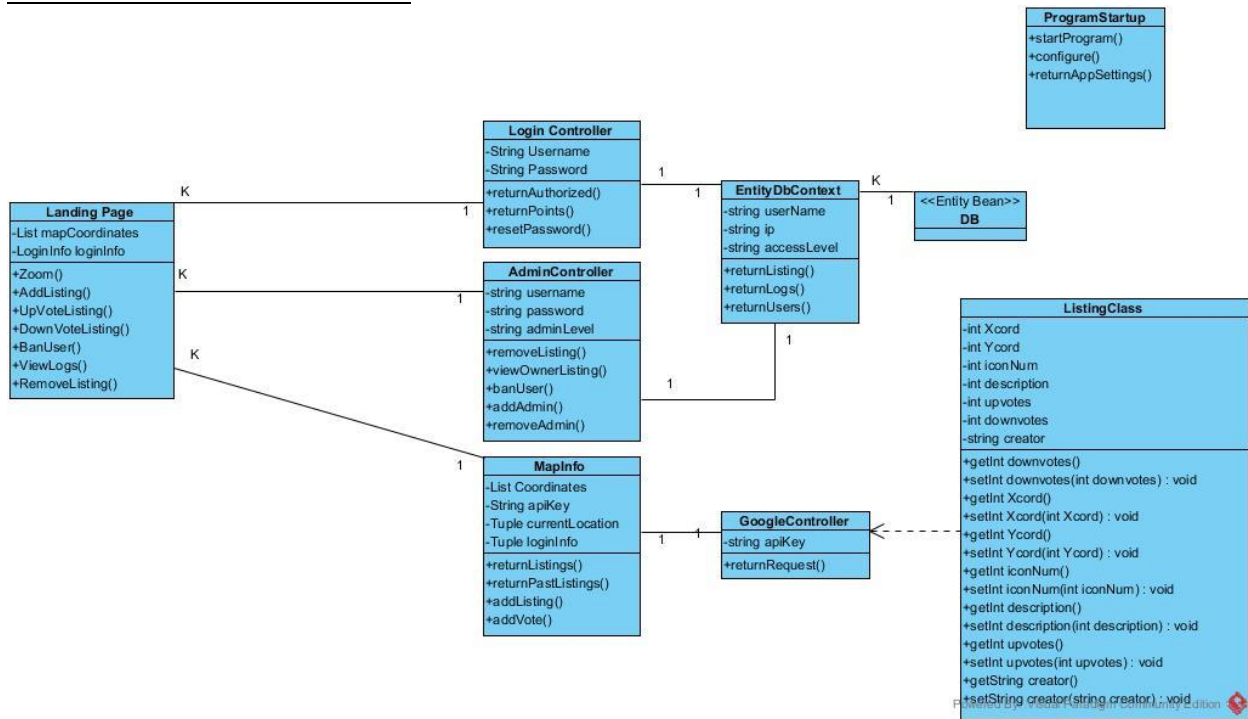 ProgramStartup
+startProgram()
+configure()
+returnAppSettings()
Login Controller
-String Username
-String Password
+returnAuthorized()
+returnPoints()
+resetPassword()
K
1
1
1
Landing Page
-List mapCoordinates
-LoginInfo loginInfo
+Zoom()
+AddListing()
+UpVoteListing()
+DownVoteListing()
+BanUser()
+ViewLogs()
+RemoveListing()
EntityDbContext
-string userName
-string ip
-string accessLevel
+returnListing()
+returnLogs()
+returnUsers()
K
1
<<Entity Bean>>
DB
K
1
AdminController
-string username
-string password
-string adminLevel
+removeListing()
+viewOwnerListing()
+banUser()
+addAdmin()
+removeAdmin()
1
1
K
1
MapInfo
-List Coordinates
-String apiKey
-Tuple currentLocation
-Tuple loginInfo
+returnListings()
+returnPastListings()
+addListing()
+addVote()
1
1
GoogleController
-string apiKey
+returnRequest()
ListingClass
-int Xcord
-int Ycord
-int iconNum
-int description
-int upvotes
-int downvotes
-string creator
+getInt downvotes()
+setInt downvotes(int downvotes) : void
+getInt Xcord()
+setInt Xcord(int Xcord) : void
+getInt Ycord()
+setInt Ycord(int Ycord) : void
+getInt iconNum()
+setInt iconNum(int iconNum) : void
+getInt description()
+setInt description(int description) : void
+getInt upvotes()
+setInt upvotes(int upvotes) : void
+getString creator()
+setString creator(string creator) : void
Powered By Visual Paradigm Community Edition